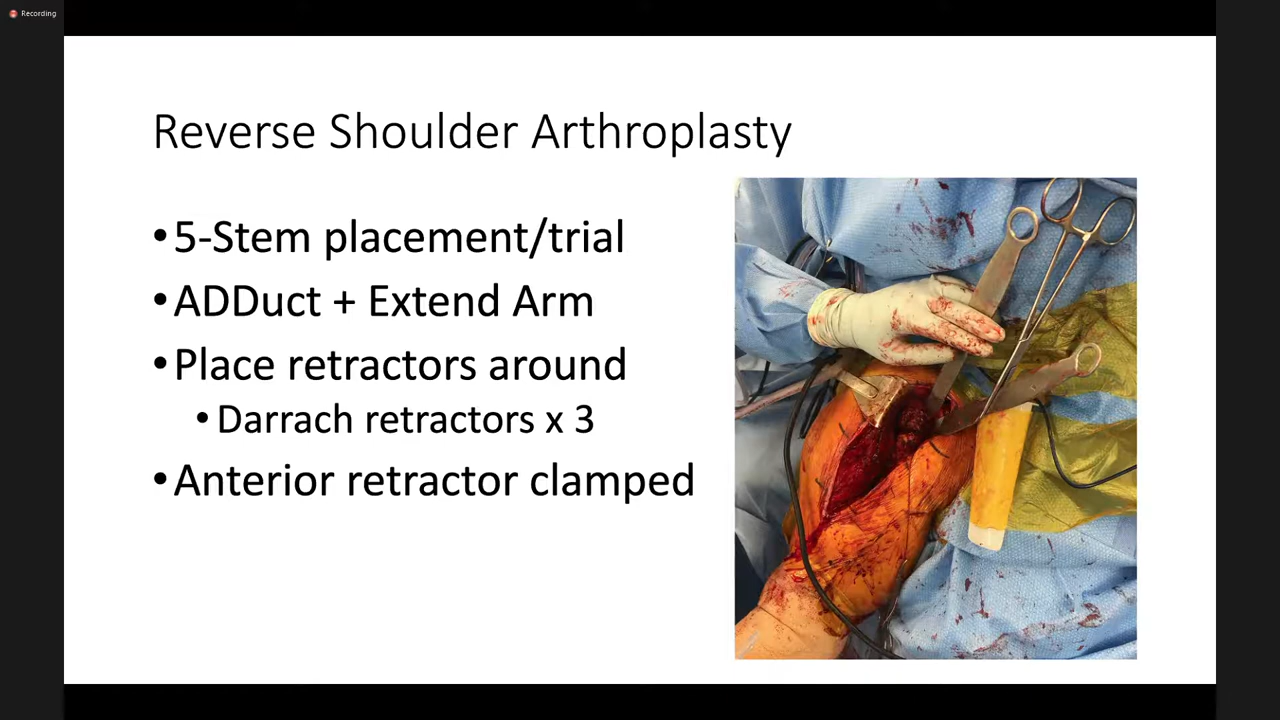 Recording
Reverse Shoulder Arthroplasty
•5-Stem placement/trial
•ADDuct + Extend Arm
•Place retractors around
•Darrach retractors x 3
•Anterior retractor clamped